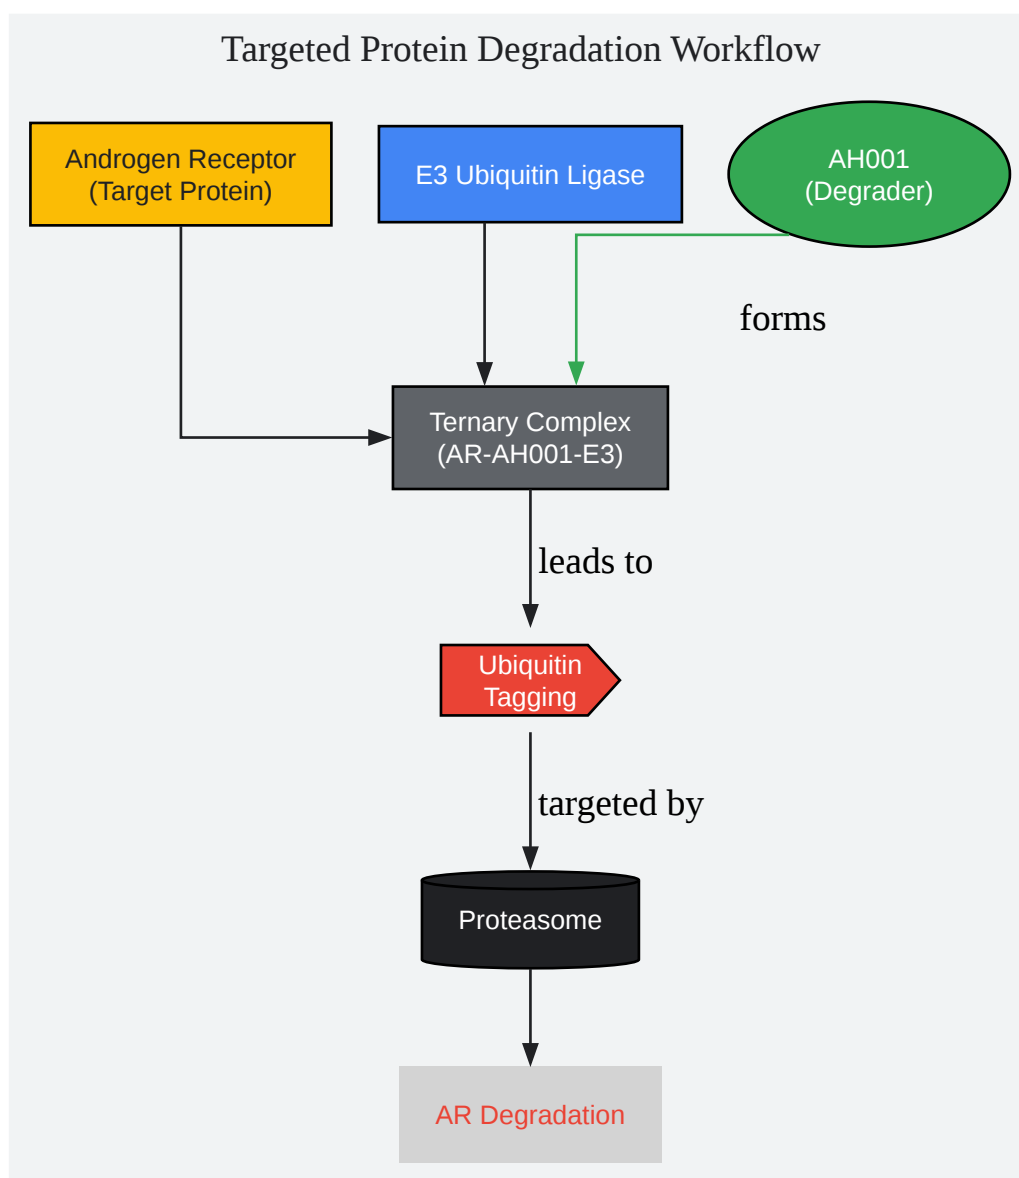 Targeted Protein Degradation Workflow
Androgen Receptor
(Target Protein)
E3 Ubiquitin Ligase
AH001
(Degrader)
forms
Ternary Complex
(AR-AH001-E3)
leads to
Ubiquitin
Tagging
targeted by
Proteasome
AR Degradation